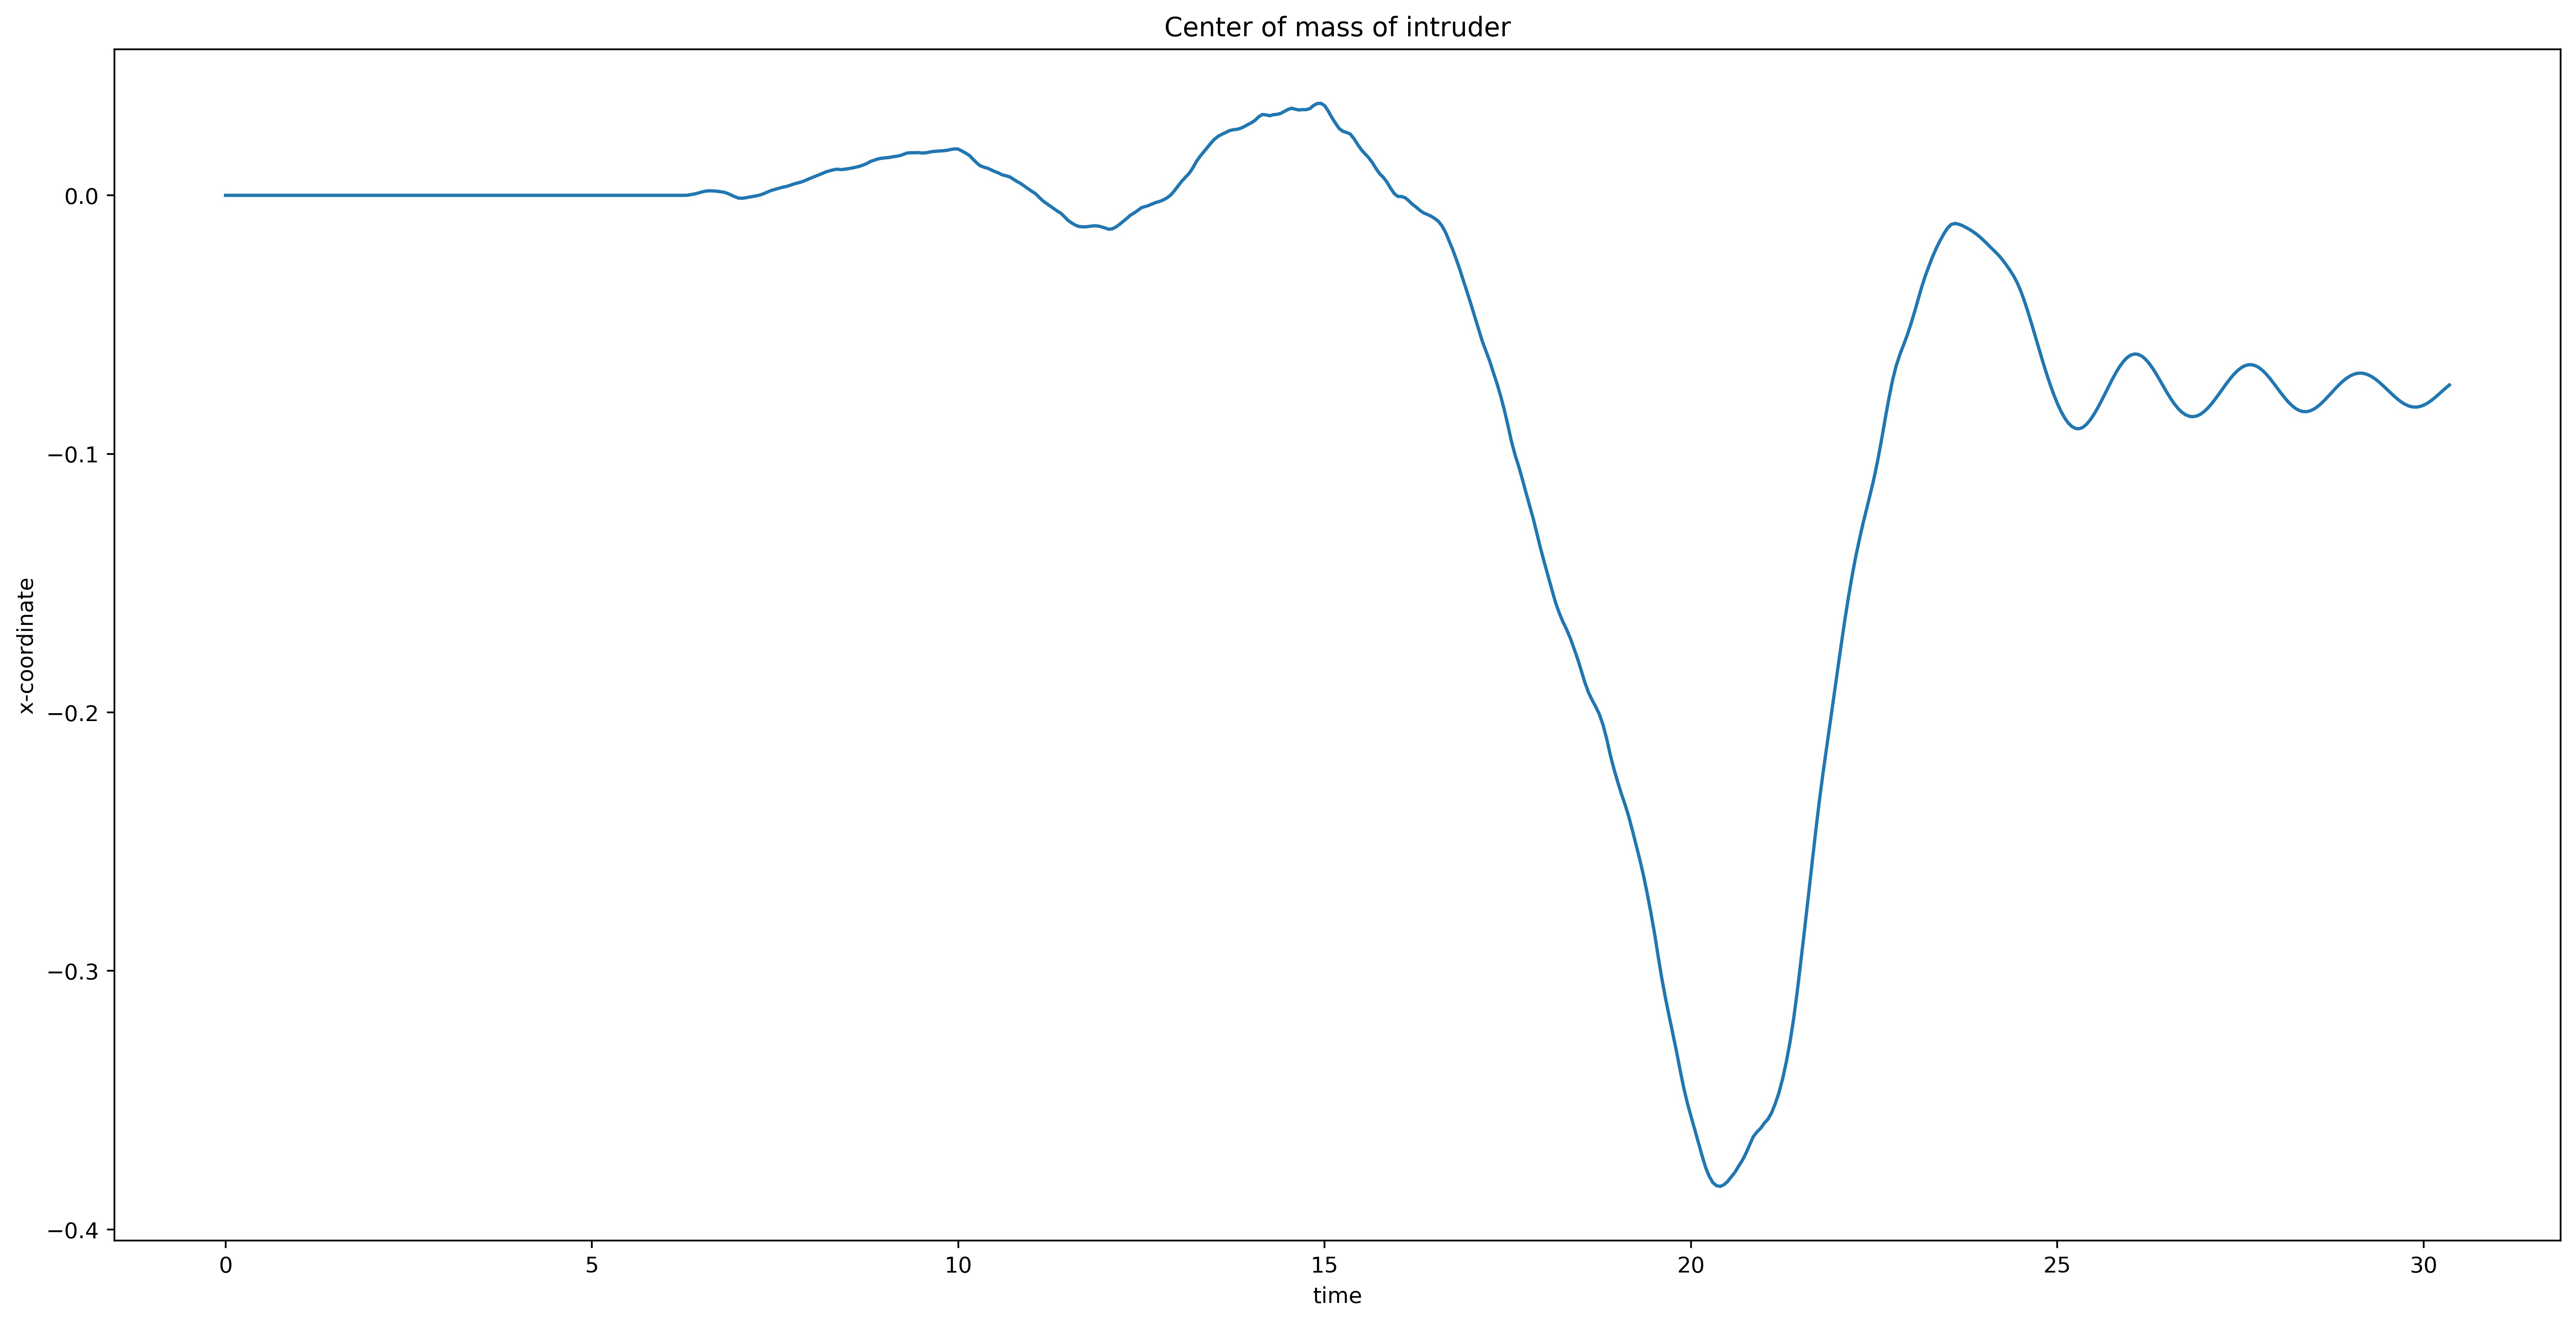 Center of mass of intruder
x-coordinate
0.0
−0.1
−0.2
−0.3
−0.4
0 5 10 15 20 25 30
time